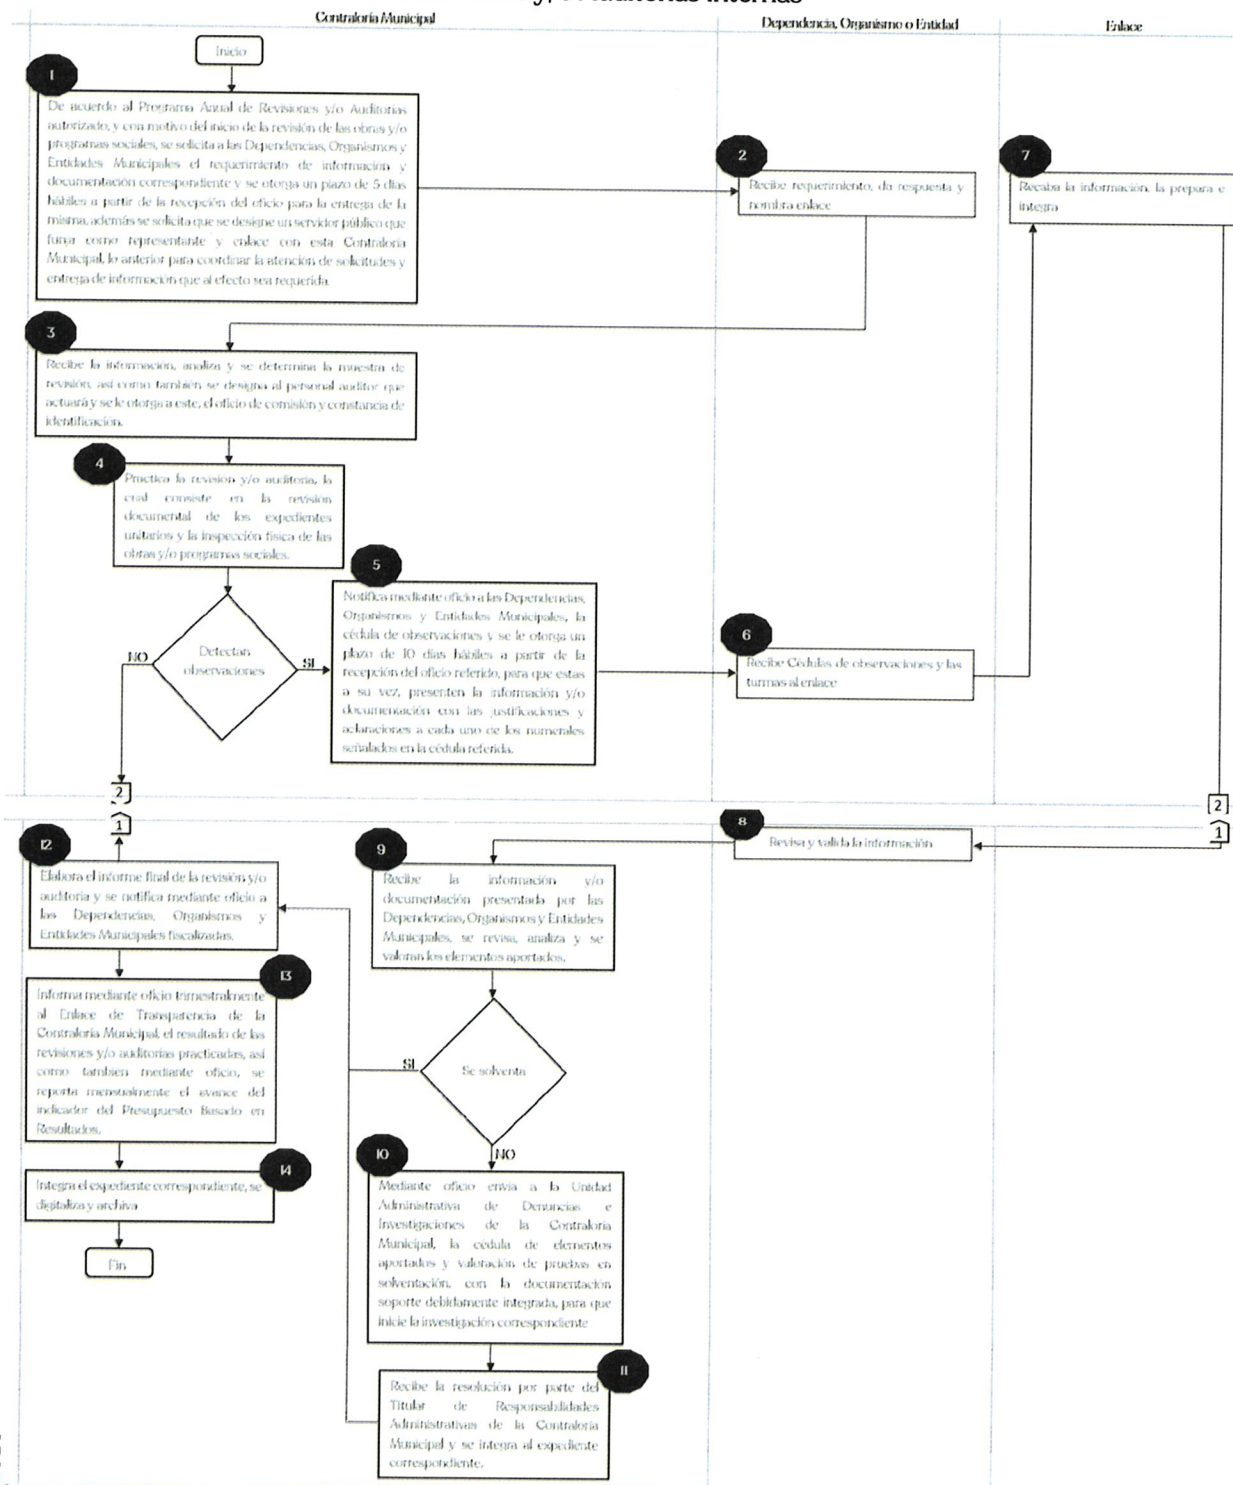 y/o Auditorías Internas
Contraloría Municipal
Dependencia, Organismo o Entidad
Enlace
Inicio
1
De acuerdo al Programa Anual de Revisiones y/o Auditorías
autorizado, y con motivo del inicio de la revisión de las obras y/o
programas sociales, se solicita a las Dependencias, Organismos y
Entidades Municipales el requerimiento de información y
documentación correspondiente y se otorga un plazo de 5 días
hábiles a partir de la recepción del oficio para la entrega de la
misma, además se solicita que se designe un servidor público que
funja como representante y enlace con esta Contraloría
Municipal, lo anterior para coordinar la atención de solicitudes y
entrega de información que al efecto sea requerida.
2
Recibe requerimiento, da respuesta y
nombra enlace
7
Recaba la información, la prepara e
integra
3
Recibe la información, analiza y se determina la muestra de
revisión, así como también se designa al personal auditor que
actuará y se le otorga a este, el oficio de comisión y constancia de
identificación.
4
Practica la revisión y/o auditoría, la
cual consiste en la revisión
documental de los expedientes
unitarios y la inspección física de las
obras y/o programas sociales.
5
Notifica mediante oficio a las Dependencias,
Organismos y Entidades Municipales, la
cédula de observaciones y se le otorga un
plazo de 10 días hábiles a partir de la
recepción del oficio referido, para que estas
a su vez, presenten la información y/o
documentación con las justificaciones y
aclaraciones a cada uno de los numerales
señalados en la cédula referida.
Detectan
observaciones
NO
SI
6
Recibe Cédulas de observaciones y las
turnas al enlace
2
2
1
1
8
Revisa y valida la información
12
Elabora el informe final de la revisión y/o
auditoría y se notifica mediante oficio a
las Dependencias, Organismos y
Entidades Municipales fiscalizadas.
9
Recibe la información y/o
documentación presentada por las
Dependencias, Organismos y Entidades
Municipales, se revisa, analiza y se
valoran los elementos aportados.
13
Informa mediante oficio trimestralmente
al Enlace de Transparencia de la
Contraloría Municipal, el resultado de las
revisiones y/o auditorías practicadas, así
como también mediante oficio, se
reporta mensualmente el avance del
indicador del Presupuesto Basado en
Resultados.
SI
Se solventa
NO
14
Integra el expediente correspondiente, se
digitaliza y archiva
Fin
10
Mediante oficio envía a la Unidad
Administrativa de Denuncias e
Investigaciones de la Contraloría
Municipal, la cédula de elementos
aportados y valoración de pruebas en
solventación, con la documentación
soporte debidamente integrada, para que
inicie la investigación correspondiente
11
Recibe la resolución por parte del
Titular de Responsabilidades
Administrativas de la Contraloría
Municipal y se integra al expediente
correspondiente.